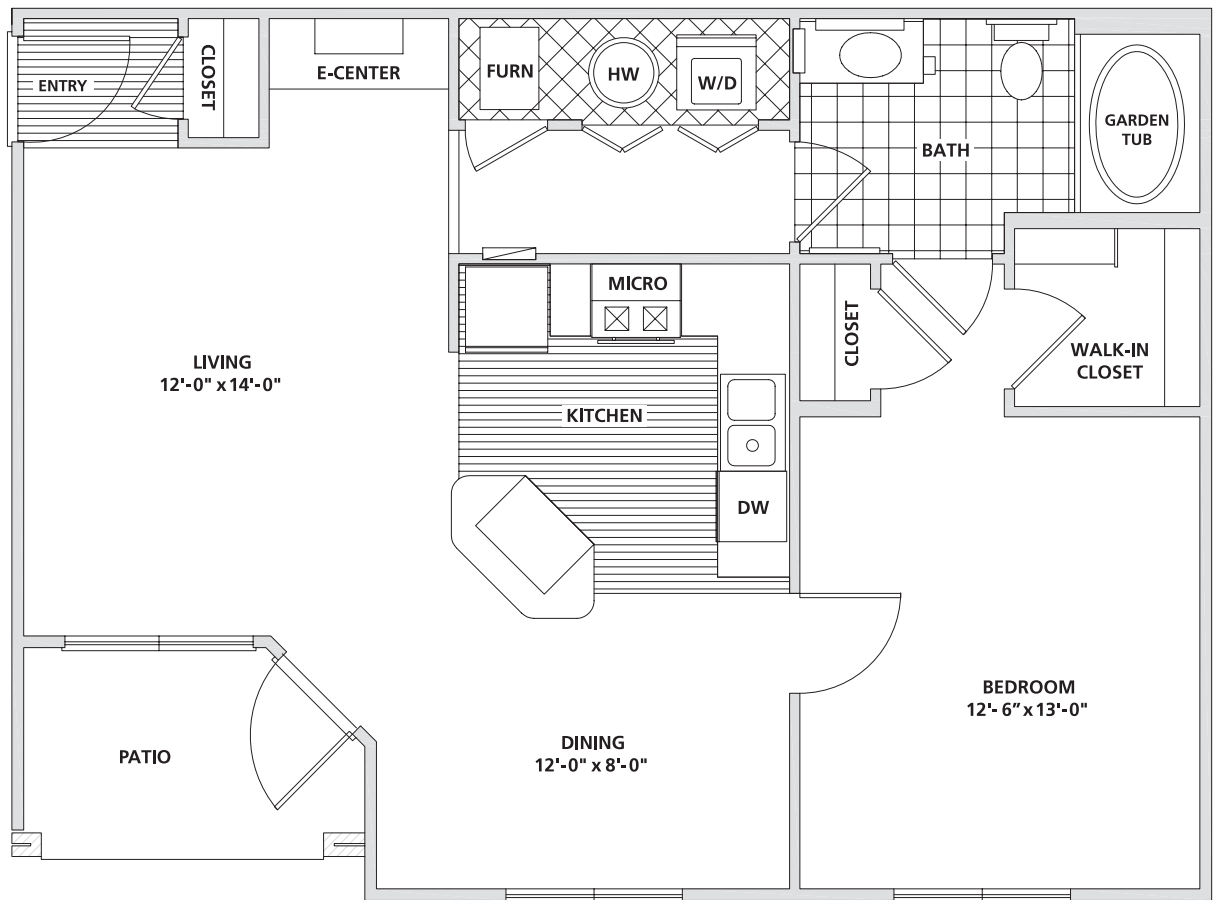 ENTRY
CLOSET
E-CENTER
FURN
HW
W/D
BATH
GARDEN
TUB
MICRO
CLOSET
WALK-IN
CLOSET
LIVING
12'-0" x 14'-0"
KITCHEN
DW
BEDROOM
12'- 6” x 13'-0"
DINING
12'-0" x 8'-0"
PATIO